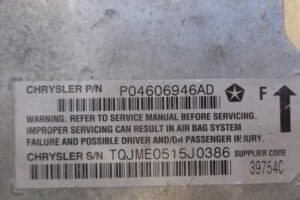 CHRYSLER P/N P04606946AD F
WARNING. REFER TO SERVICE MANUAL BEFORE SERVICING.
IMPROPER SERVICING CAN RESULT IN AIR BAG SYSTEM
FAILURE AND POSSIBLE DRIVER AND/OR PASSENGER INJURY.
CHRYSLER S/N TQJME0515J0386 SUPPLIER CODE
39754C